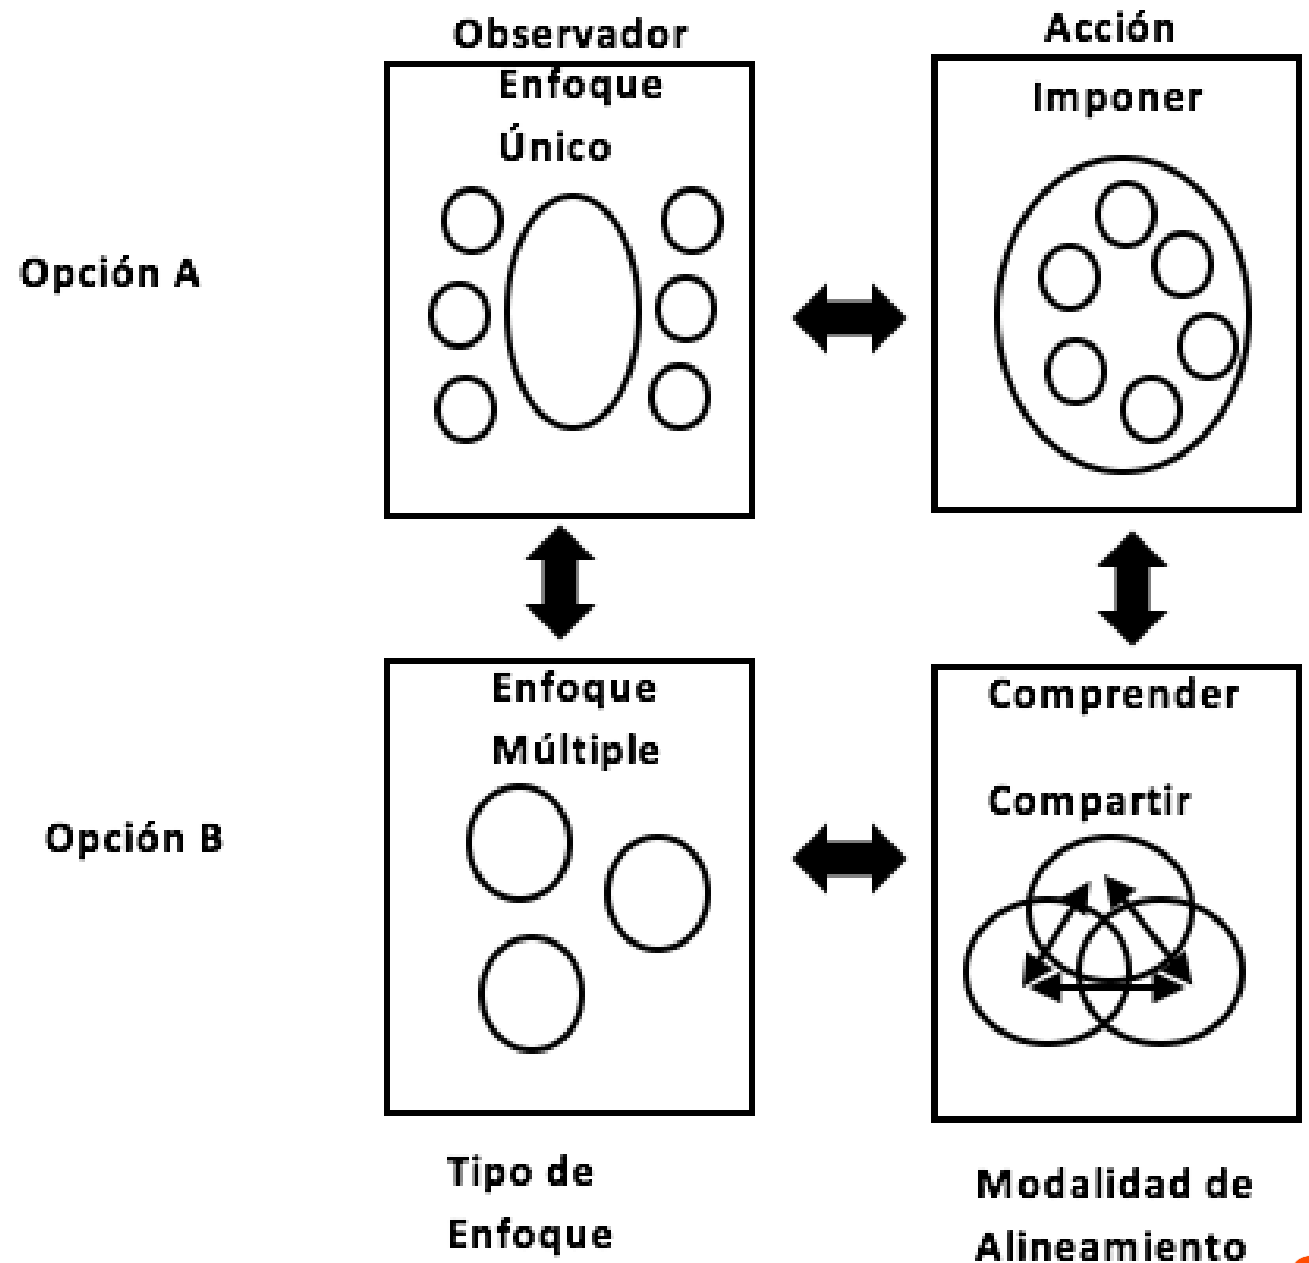 Observador
Acción
Enfoque
Único
Imponer
Opción A
Enfoque
Múltiple
Comprender
Compartir
Opción B
Tipo de
Enfoque
Modalidad de
Alineamiento